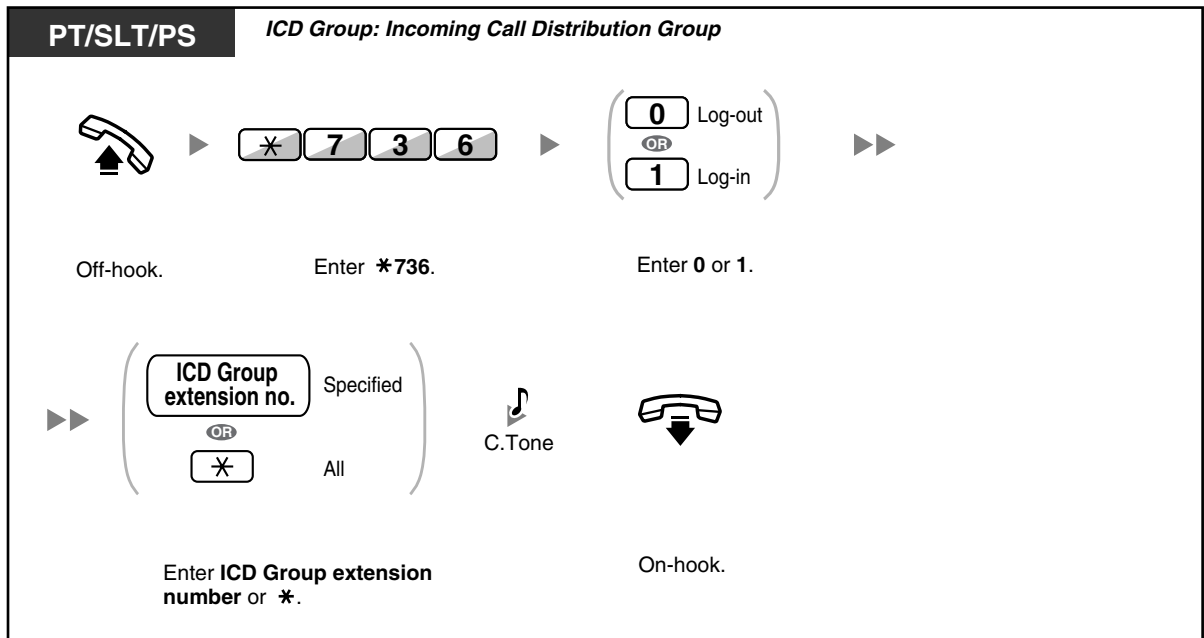 PT/SLT/PS
ICD Group: Incoming Call Distribution Group
* 7 3 6
0 Log-out
OR
1 Log-in
Off-hook.
Enter *736.
Enter 0 or 1.
ICD Group
extension no.
Specified
OR
* All
C.Tone
Enter ICD Group extension
number or *.
On-hook.